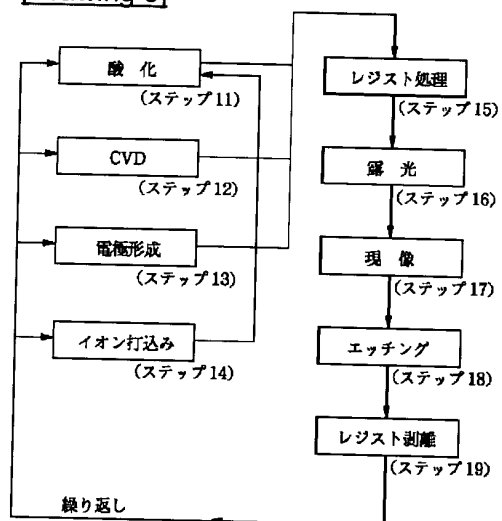 酸化
(ステップ11)
CVD
(ステップ12)
電極形成
(ステップ13)
イオン打込み
(ステップ14)
レジスト処理
(ステップ15)
露光
(ステップ16)
現像
(ステップ17)
エッチング
(ステップ18)
レジスト剥離
(ステップ19)
繰り返し